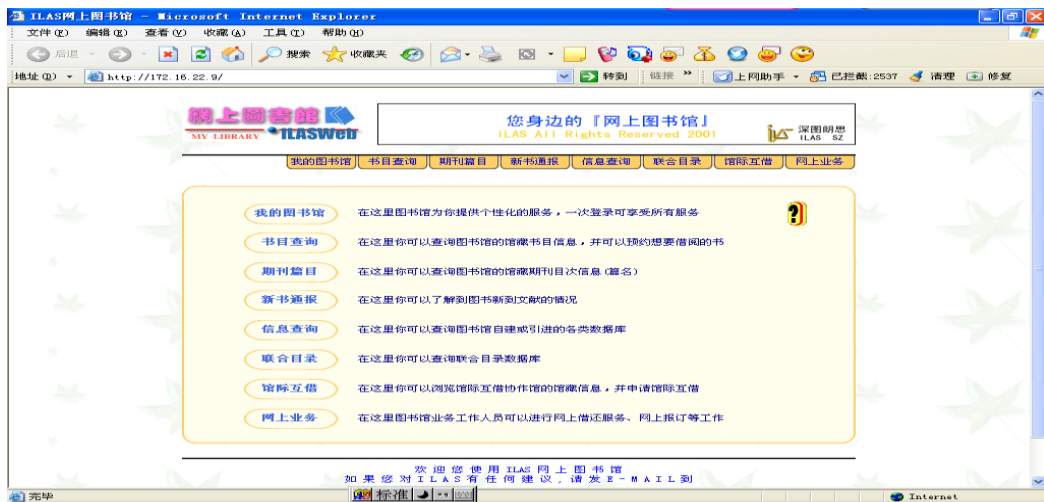 ILAS网上图书馆 - Microsoft Internet Explorer
文件(F) 编辑(E) 查看(V) 收藏(A) 工具(T) 帮助(H)
后退 搜索 收藏夹
地址(D) http://172.16.22.9/ 转到 链接 » 上网助手 已拦截:2537 清理 修复
網上圖書館
MY LIBRARY ILASWeb
您身边的『网上图书馆』
ILAS All Rights Reserved 2001
ilas 深图朗思
ILAS SZ
我的图书馆 书目查询 期刊篇目 新书通报 信息查询 联合目录 馆际互借 网上业务
我的图书馆 在这里图书馆为你提供个性化的服务，一次登录可享受所有服务 ?
书目查询 在这里你可以查询图书馆的馆藏书目信息，并可以预约想要借阅的书
期刊篇目 在这里你可以查询图书馆的馆藏期刊目次信息(篇名)
新书通报 在这里你可以了解到图书新到文献的情况
信息查询 在这里你可以查询图书馆自建或引进的各类数据库
联合目录 在这里你可以查询联合目录数据库
馆际互借 在这里你可以浏览馆际互借协作馆的馆藏信息，并申请馆际互借
网上业务 在这里图书馆业务工作人员可以进行网上借还服务、网上报订等工作
欢迎您使用ILAS网上图书馆
如果您对ILAS有任何建议，请发E-MAIL到
完毕 标准 Internet